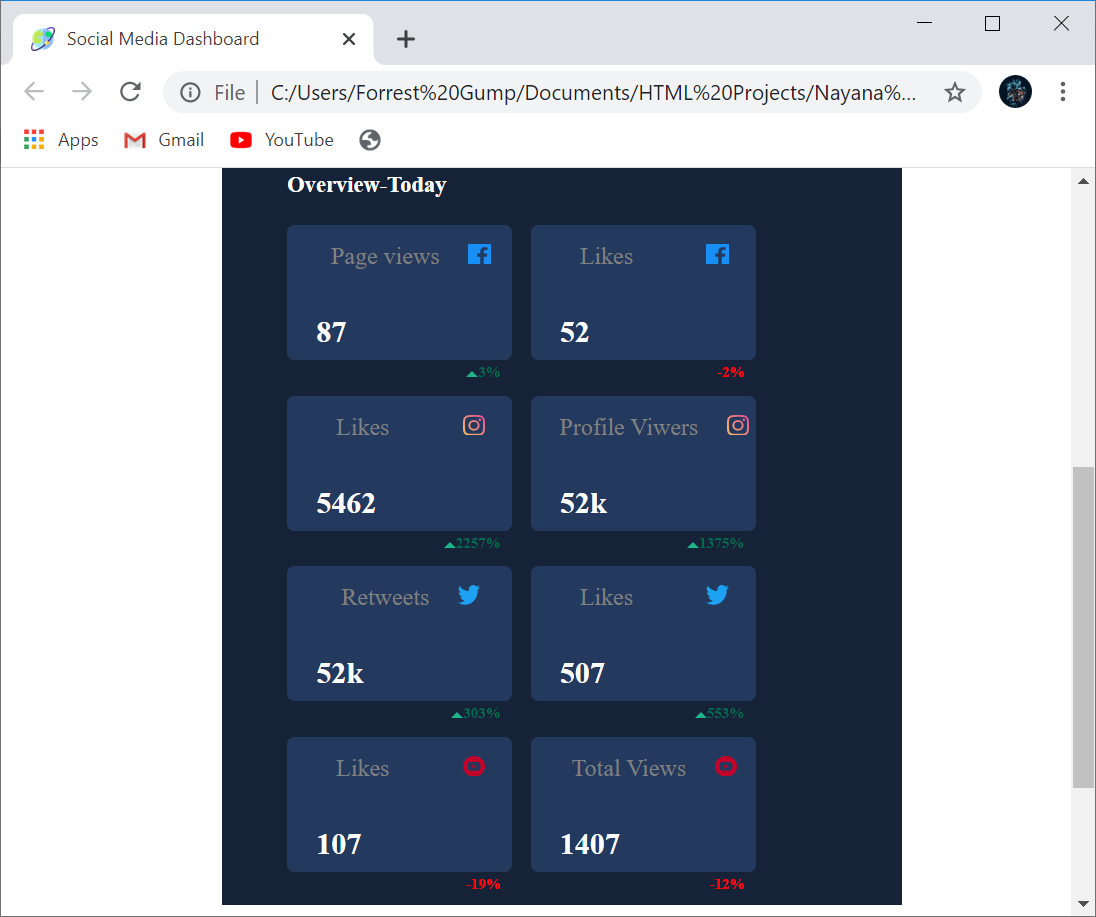 Social Media Dashboard
File C:/Users/Forrest%20Gump/Documents/HTML%20Projects/Nayana%...
Apps Gmail YouTube
Overview-Today
Page views Likes
87 52
3% -2%
Likes Profile Viwers
5462 52k
2257% 1375%
Retweets Likes
52k 507
303% 553%
Likes Total Views
107 1407
-19% -12%